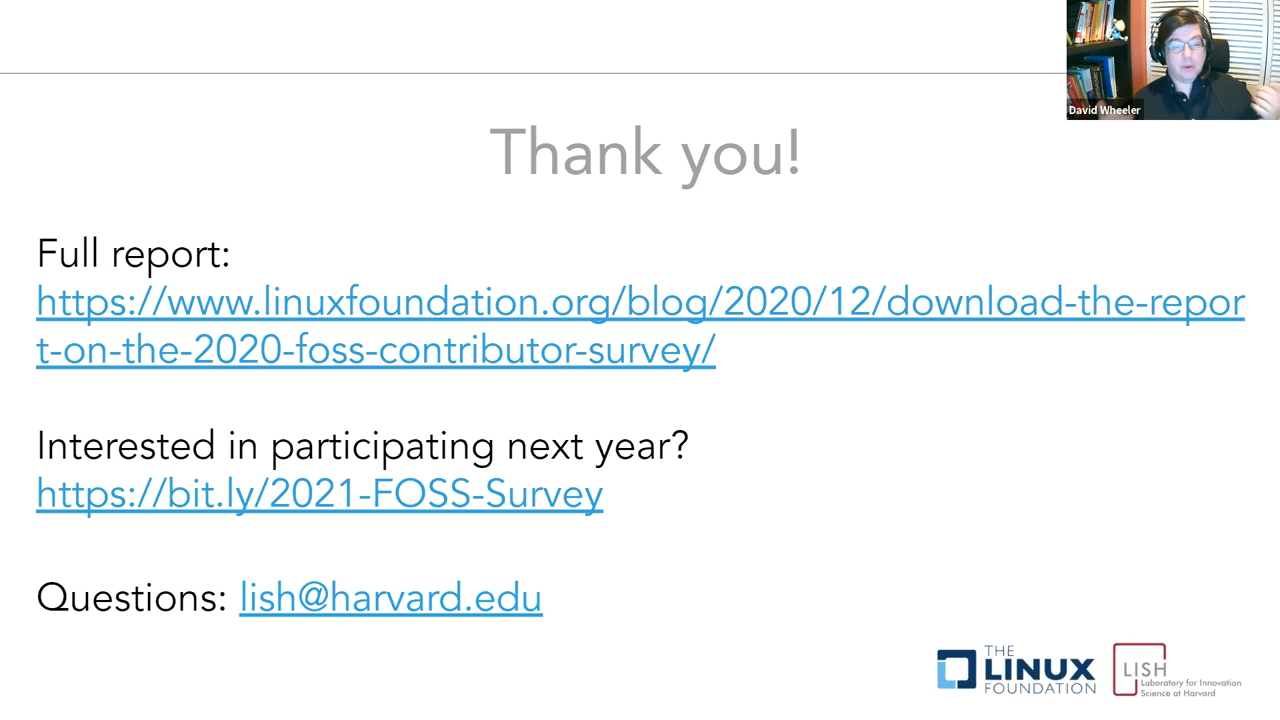 David Wheeler
Thank you!
Full report:
https://www.linuxfoundation.org/blog/2020/12/download-the-repor
t-on-the-2020-foss-contributor-survey/
Interested in participating next year?
https://bit.ly/2021-FOSS-Survey
Questions: lish@harvard.edu
THE
LINUX
FOUNDATION
LISH
Laboratory for Innovation
Science at Harvard